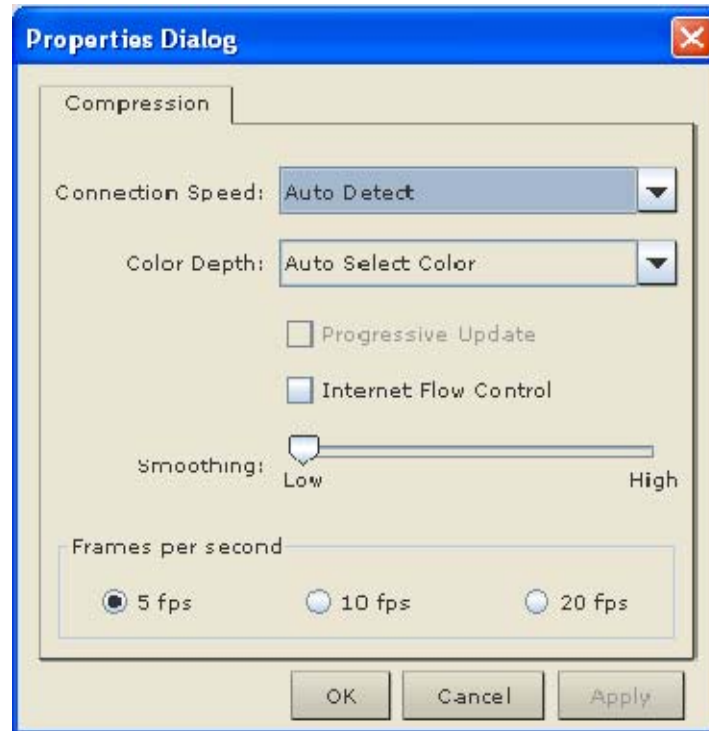 Properties Dialog
Compression
Connection Speed: Auto Detect
Color Depth: Auto Select Color
Progressive Update
Internet Flow Control
Smoothing:
Low High
Frames per second
5 fps 10 fps 20 fps
OK Cancel Apply